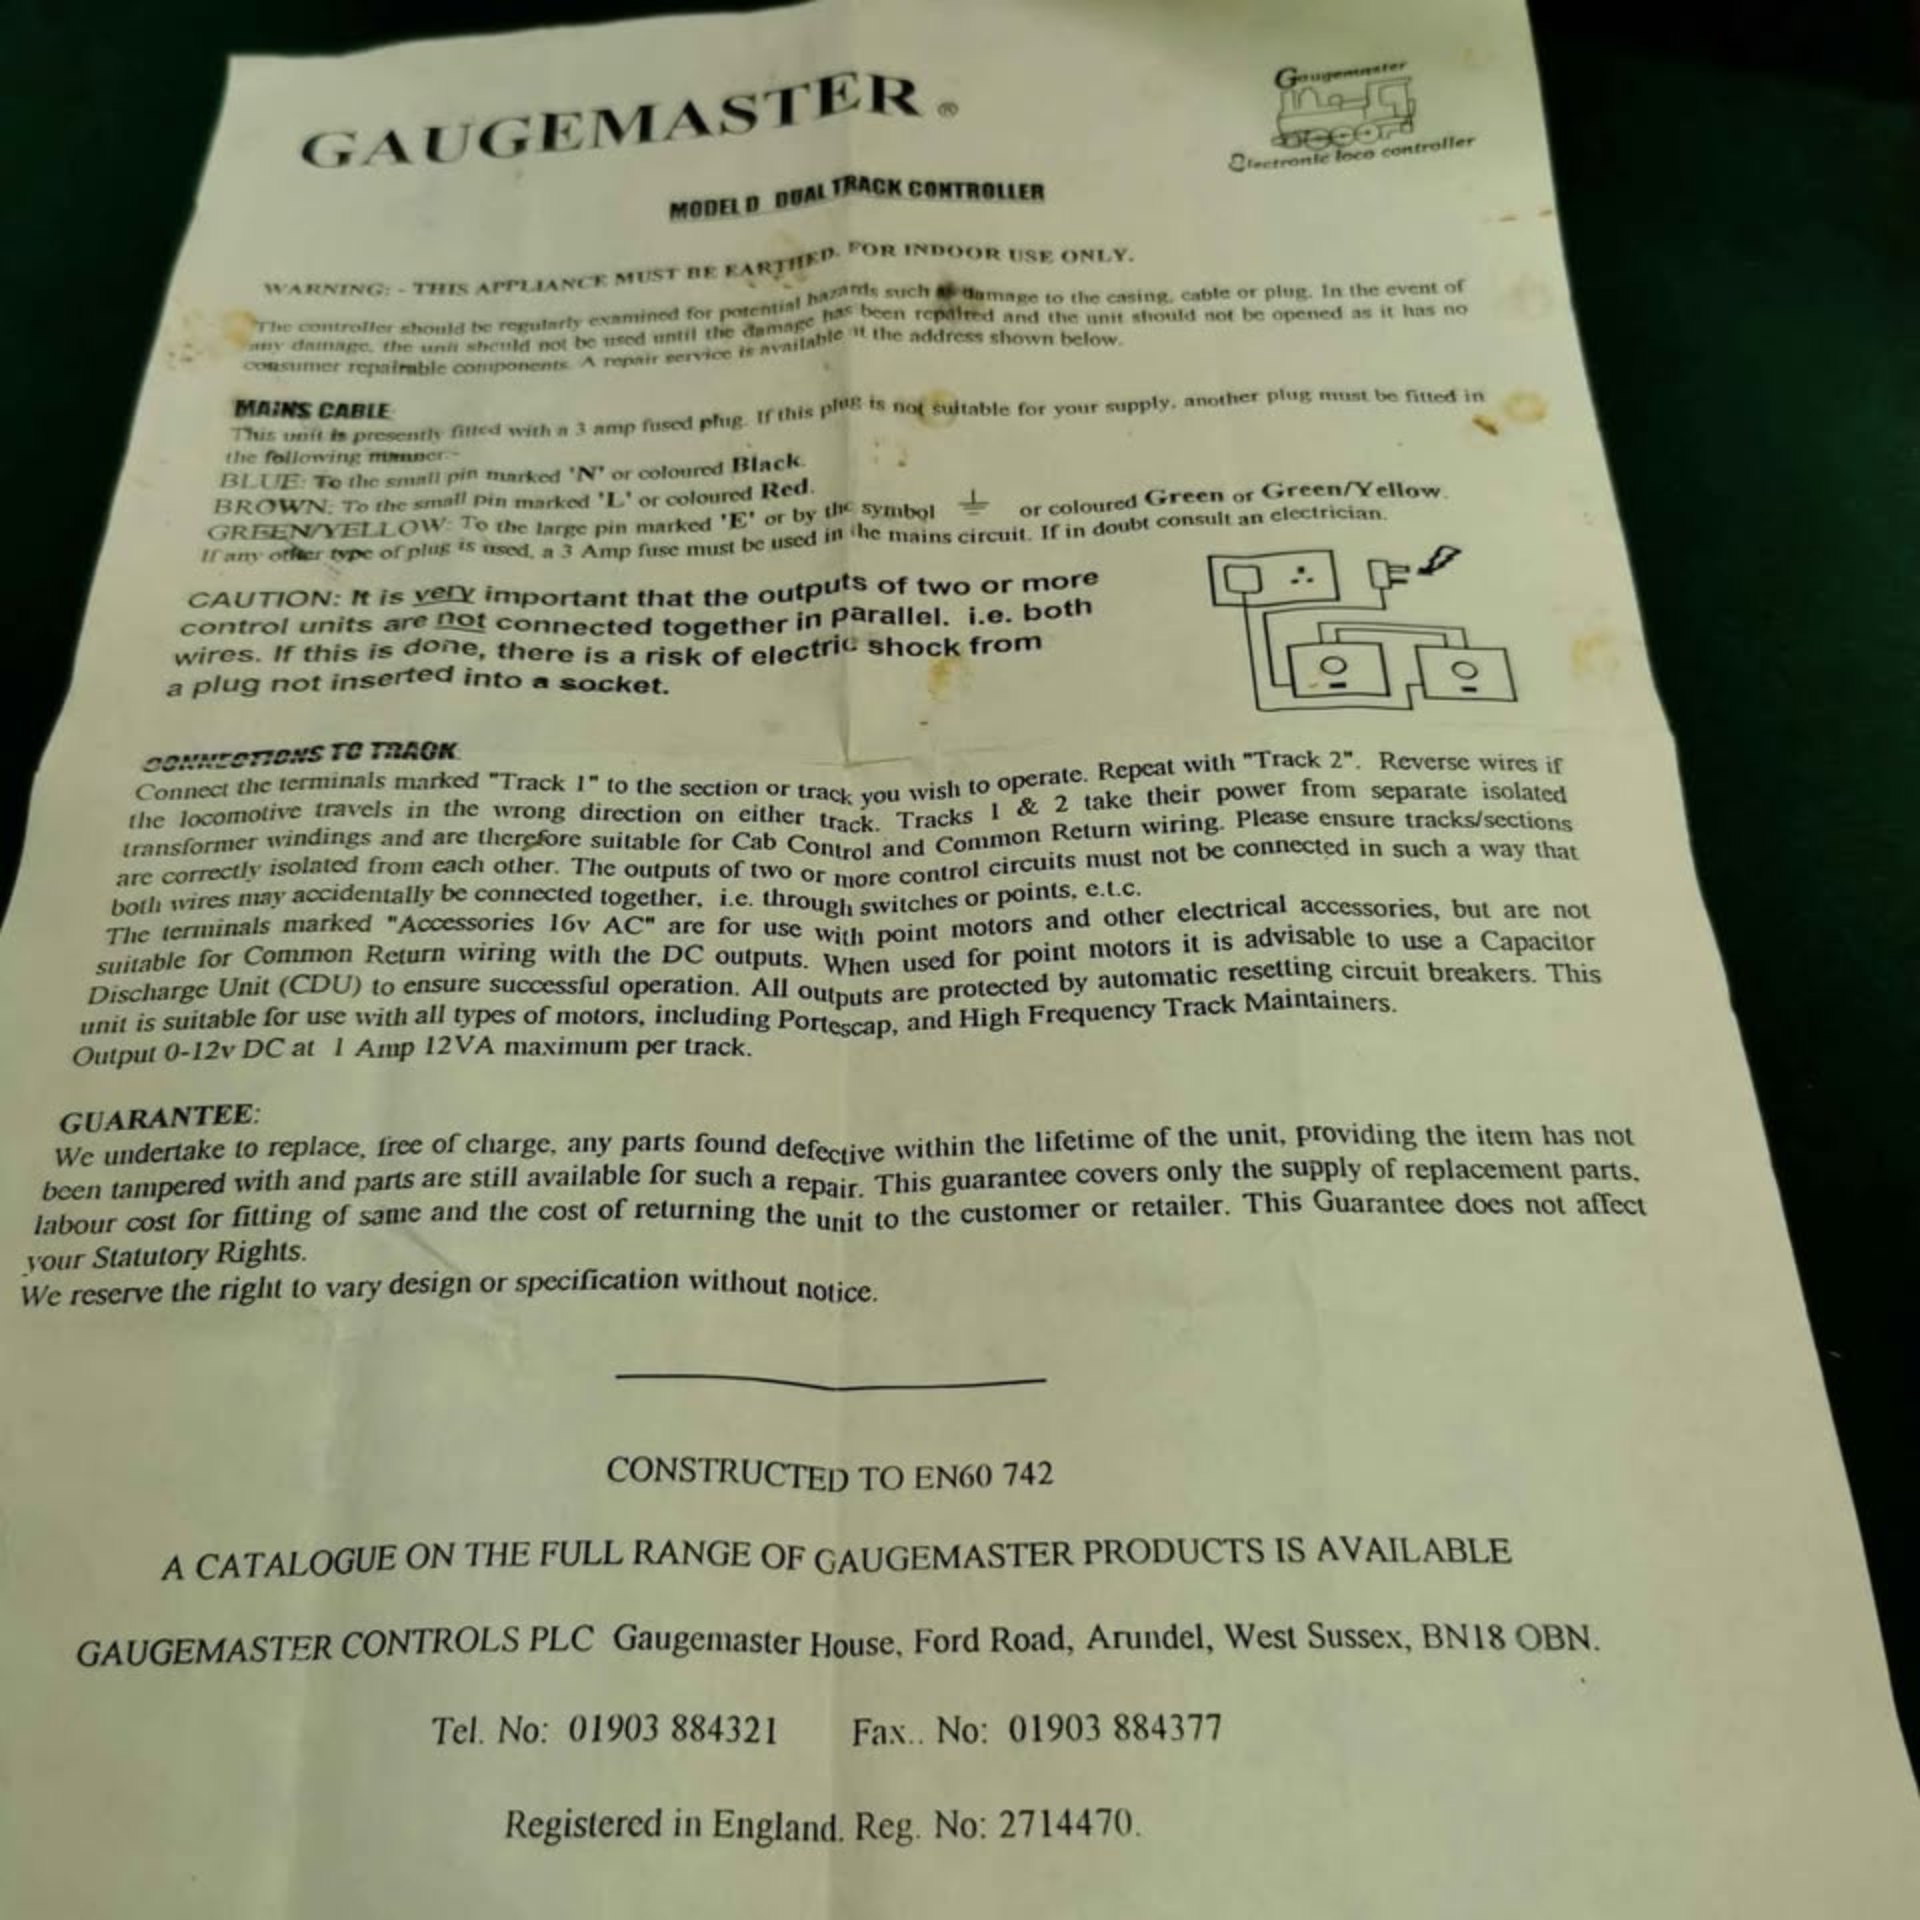 GAUGEMASTER ®
Gaugemaster
Electronic loco controller
MODEL D DUAL TRACK CONTROLLER
WARNING: - THIS APPLIANCE MUST BE EARTHED. FOR INDOOR USE ONLY.
The controller should be regularly examined for potential hazards such as damage to the casing, cable or plug. In the event of
any damage, the unit should not be used until the damage has been repaired and the unit should not be opened as it has no
consumer repairable components. A repair service is available at the address shown below.
MAINS CABLE
This unit is presently fitted with a 3 amp fused plug. If this plug is not suitable for your supply, another plug must be fitted in
the following manner:-
BLUE: To the small pin marked 'N' or coloured Black.
BROWN: To the small pin marked 'L' or coloured Red.
GREEN/YELLOW: To the large pin marked 'E' or by the symbol ⏚ or coloured Green or Green/Yellow.
If any other type of plug is used, a 3 Amp fuse must be used in the mains circuit. If in doubt consult an electrician.
CAUTION: It is very important that the outputs of two or more
control units are not connected together in parallel. i.e. both
wires. If this is done, there is a risk of electric shock from
a plug not inserted into a socket.
CONNECTIONS TO TRACK
Connect the terminals marked "Track 1" to the section or track you wish to operate. Repeat with "Track 2". Reverse wires if
the locomotive travels in the wrong direction on either track. Tracks 1 & 2 take their power from separate isolated
transformer windings and are therefore suitable for Cab Control and Common Return wiring. Please ensure tracks/sections
are correctly isolated from each other. The outputs of two or more control circuits must not be connected in such a way that
both wires may accidentally be connected together, i.e. through switches or points, e.t.c.
The terminals marked "Accessories 16v AC" are for use with point motors and other electrical accessories, but are not
suitable for Common Return wiring with the DC outputs. When used for point motors it is advisable to use a Capacitor
Discharge Unit (CDU) to ensure successful operation. All outputs are protected by automatic resetting circuit breakers. This
unit is suitable for use with all types of motors, including Portescap, and High Frequency Track Maintainers.
Output 0-12v DC at 1 Amp 12VA maximum per track.
GUARANTEE:
We undertake to replace, free of charge, any parts found defective within the lifetime of the unit, providing the item has not
been tampered with and parts are still available for such a repair. This guarantee covers only the supply of replacement parts,
labour cost for fitting of same and the cost of returning the unit to the customer or retailer. This Guarantee does not affect
your Statutory Rights.
We reserve the right to vary design or specification without notice.
CONSTRUCTED TO EN60 742
A CATALOGUE ON THE FULL RANGE OF GAUGEMASTER PRODUCTS IS AVAILABLE
GAUGEMASTER CONTROLS PLC Gaugemaster House, Ford Road, Arundel, West Sussex, BN18 OBN.
Tel. No: 01903 884321 Fax.. No: 01903 884377
Registered in England. Reg. No: 2714470.